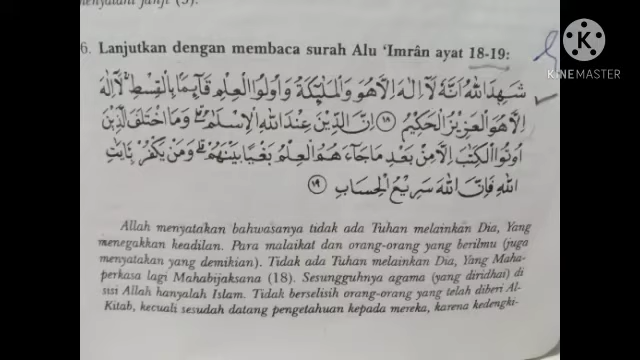 menyalahi janji (3).
6. Lanjutkan dengan membaca surah Alu 'Imrân ayat 18-19:
شَهِدَ اللّٰهُ اَنَّهٗ لَآ اِلٰهَ اِلَّا هُوَ وَالْمَلٰۤىِٕكَةُ وَاُولُوا الْعِلْمِ قَآىِٕمًا بِالْقِسْطِ ۗ لَآ اِلٰهَ
اِلَّا هُوَ الْعَزِيْزُ الْحَكِيْمُ ۝١٨ اِنَّ الدِّيْنَ عِنْدَ اللّٰهِ الْاِسْلَامُ ۗ وَمَا اخْتَلَفَ الَّذِيْنَ
اُوْتُوا الْكِتٰبَ اِلَّا مِنْۢ بَعْدِ مَا جَاۤءَهُمُ الْعِلْمُ بَغْيًاۢ بَيْنَهُمْ ۗ وَمَنْ يَّكْفُرْ بِاٰيٰتِ
اللّٰهِ فَاِنَّ اللّٰهَ سَرِيْعُ الْحِسَابِ ۝١٩
Allah menyatakan bahwasanya tidak ada Tuhan melainkan Dia, Yang
menegakkan keadilan. Para malaikat dan orang-orang yang berilmu (juga
menyatakan yang demikian). Tidak ada Tuhan melainkan Dia, Yang Maha-
perkasa lagi Mahabijaksana (18). Sesungguhnya agama (yang diridhai) di
sisi Allah hanyalah Islam. Tidak berselisih orang-orang yang telah diberi Al-
Kitab, kecuali sesudah datang pengetahuan kepada mereka, karena kedengki-
KINEMASTER